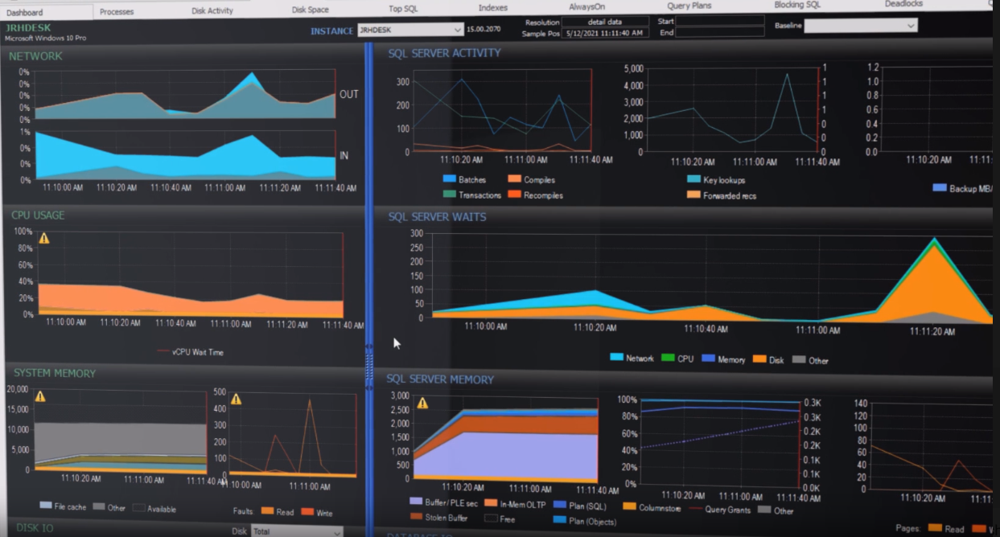 Dashboard Processes Disk Activity Disk Space Top SQL Indexes AlwaysOn Query Plans Blocking SQL Deadlocks
JRHDESK
Microsoft Windows 10 Pro
INSTANCE JRHDESK 15.00.2070
Resolution detail data
Sample Pos 5/12/2021 11:11:40 AM
Start
End
Baseline
NETWORK
0%
0%
0%
0%
0%
OUT
1%
0%
0%
0%
IN
11:10:00 AM 11:10:20 AM 11:10:40 AM 11:11:00 AM 11:11:20 AM 11:11:40 AM
CPU USAGE
100%
80%
60%
40%
20%
0%
11:10:00 AM 11:10:20 AM 11:10:40 AM 11:11:00 AM 11:11:20 AM 11:11:40 AM
vCPU Wait Time
SYSTEM MEMORY
20,000
15,000
10,000
5,000
0
11:10:20 AM 11:11:00 AM 11:11:40 AM
File cache Other Available
500
400
300
200
100
0
10:00 AM 11:11:00 AM
Faults: Read Write
DISK IO
Disk Total
SQL SERVER ACTIVITY
300
200
100
0
11:10:20 AM 11:11:00 AM 11:11:40 AM
Batches Compiles
Transactions Recompiles
5,000
4,000
3,000
2,000
1,000
0
1
1
1
1
0
0
0
11:10:20 AM 11:11:00 AM 11:11:40 AM
Key lookups
Forwarded recs
1.2
1.0
0.8
0.6
0.4
0.2
0.0
11:10:20 AM 11:11:
Backup MB/
SQL SERVER WAITS
300
250
200
150
100
50
0
11:10:00 AM 11:10:20 AM 11:10:40 AM 11:11:00 AM 11:11:20 AM
Network CPU Memory Disk Other
SQL SERVER MEMORY
3,000
2,500
2,000
1,500
1,000
500
0
11:10:20 AM 11:11:00 AM 11:11:40 AM
100%
80%
60%
40%
20%
0%
0.3K
0.3K
0.2K
0.2K
0.1K
0.1K
0.0K
11:10:20 AM 11:11:00 AM 11:11:40 AM
140
120
100
80
60
40
20
0
11:10:20 AM 11:11:
Buffer/PLE sec In-Mem OLTP Plan (SQL) Columnstore Query Grants Other
Stolen Buffer Free Plan (Objects)
Pages: Read